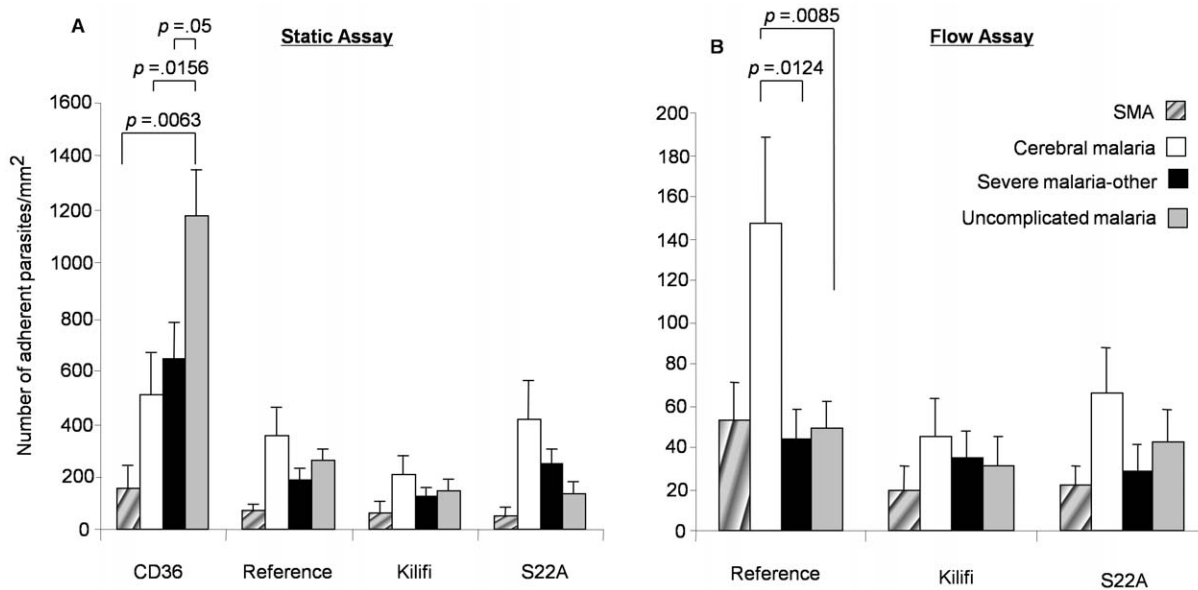 A
Static Assay
p =.05
p =.0156
p =.0063
Number of adherent parasites/mm2
1600
1400
1200
1000
800
600
400
200
0
CD36
Reference
Kilifi
S22A
B
Flow Assay
p =.0085
p =.0124
200
180
160
140
120
100
80
60
40
20
0
SMA
Cerebral malaria
Severe malaria-other
Uncomplicated malaria
Reference
Kilifi
S22A